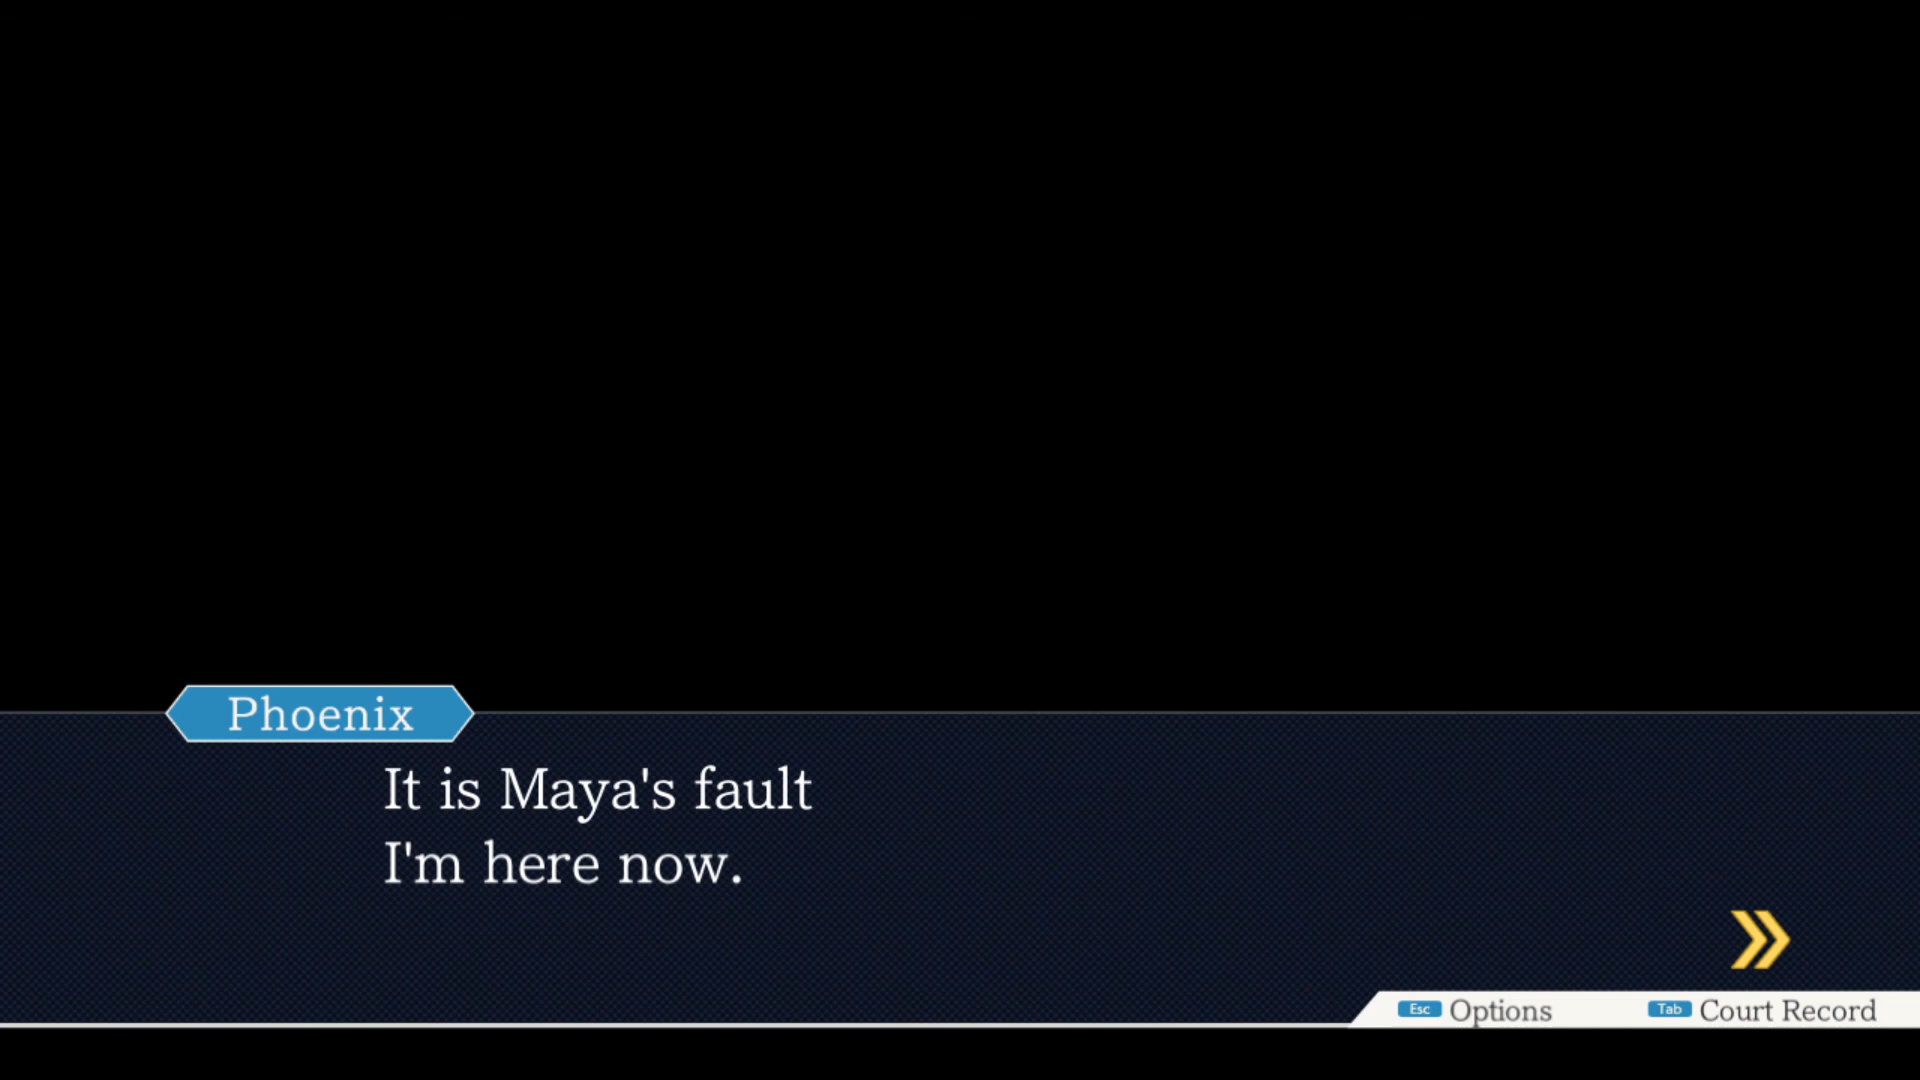 Phoenix
It is Maya's fault
I'm here now.
Esc Options Tab Court Record